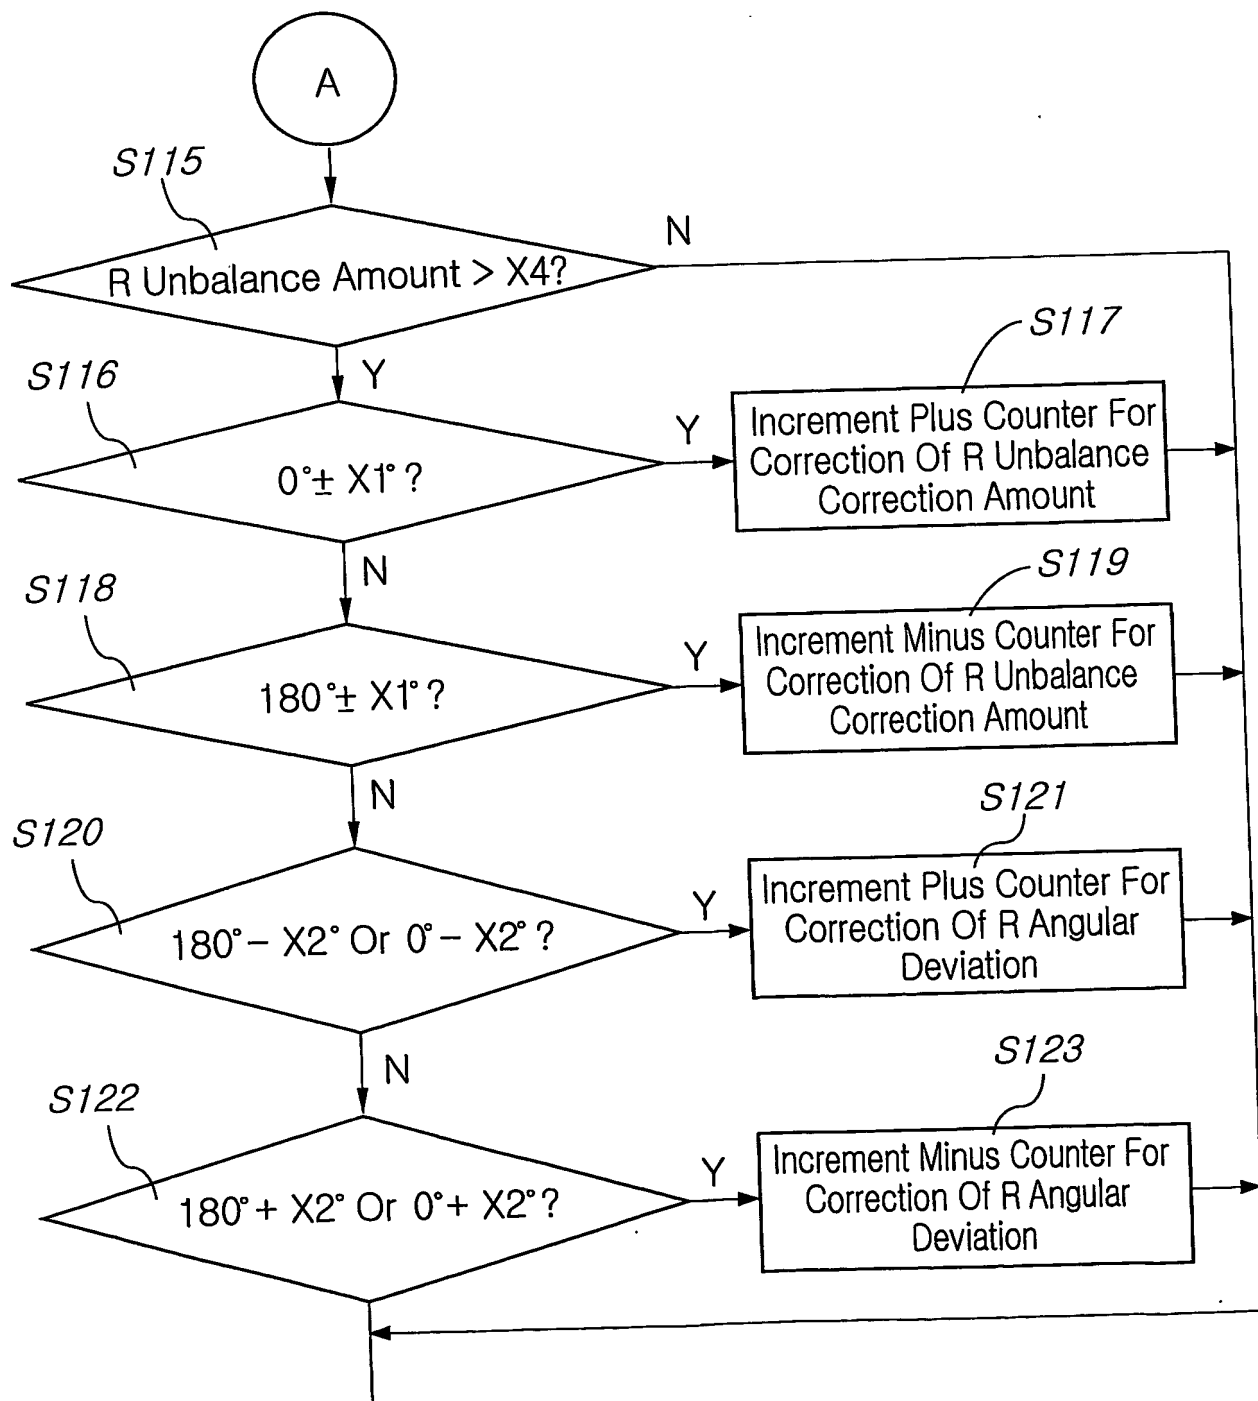 A
S115
N
R Unbalance Amount > X4?
S117
S116
Y
Increment Plus Counter For
Correction Of R Unbalance
Correction Amount
Y
0°± X1°?
N
S118
S119
Increment Minus Counter For
Correction Of R Unbalance
Correction Amount
Y
180°± X1°?
N
S120
S121
Increment Plus Counter For
Correction Of R Angular
Deviation
Y
180°− X2° Or 0°− X2°?
N
S122
S123
Increment Minus Counter For
Correction Of R Angular
Deviation
Y
180°+ X2° Or 0°+ X2°?